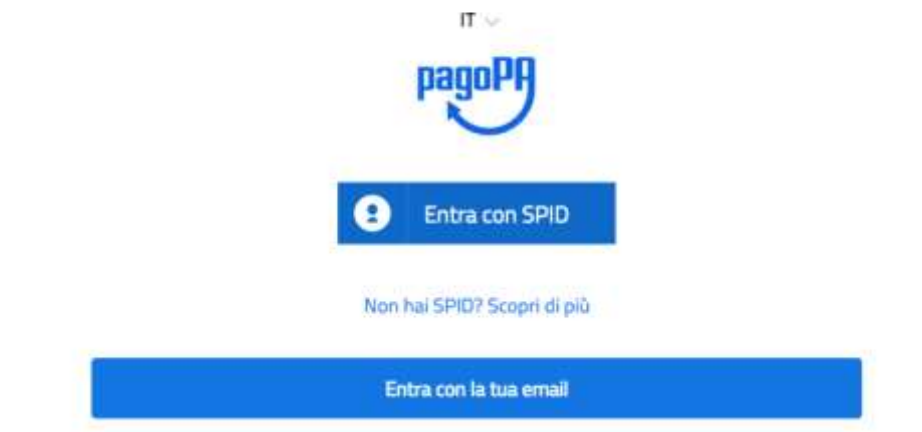 IT
pagoPA
Entra con SPID
Non hai SPID? Scopri di più
Entra con la tua email